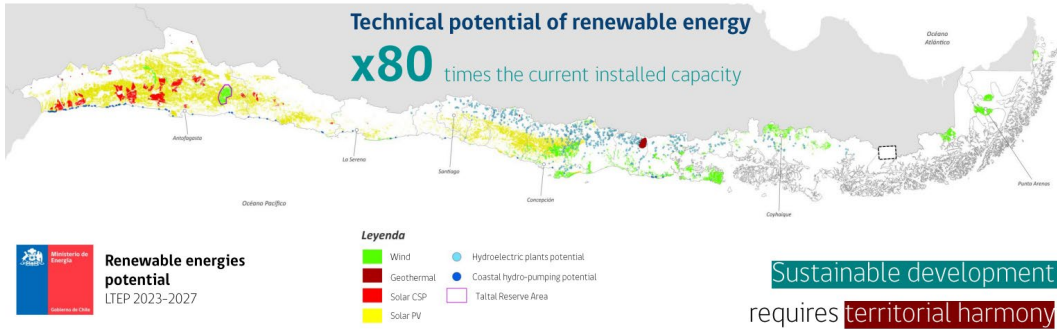 Technical potential of renewable energy
x80 times the current installed capacity
Océano
Atlántico
Antofagasta
La Serena
Santiago
Concepción
Coyhaique
Punta Arenas
Océano Pacífico
Ministerio de
Energía
Gobierno de Chile
Renewable energies
potential
LTEP 2023-2027
Leyenda
Wind
Geothermal
Solar CSP
Solar PV
Hydroelectric plants potential
Coastal hydro-pumping potential
Taltal Reserve Area
Sustainable development
requires territorial harmony